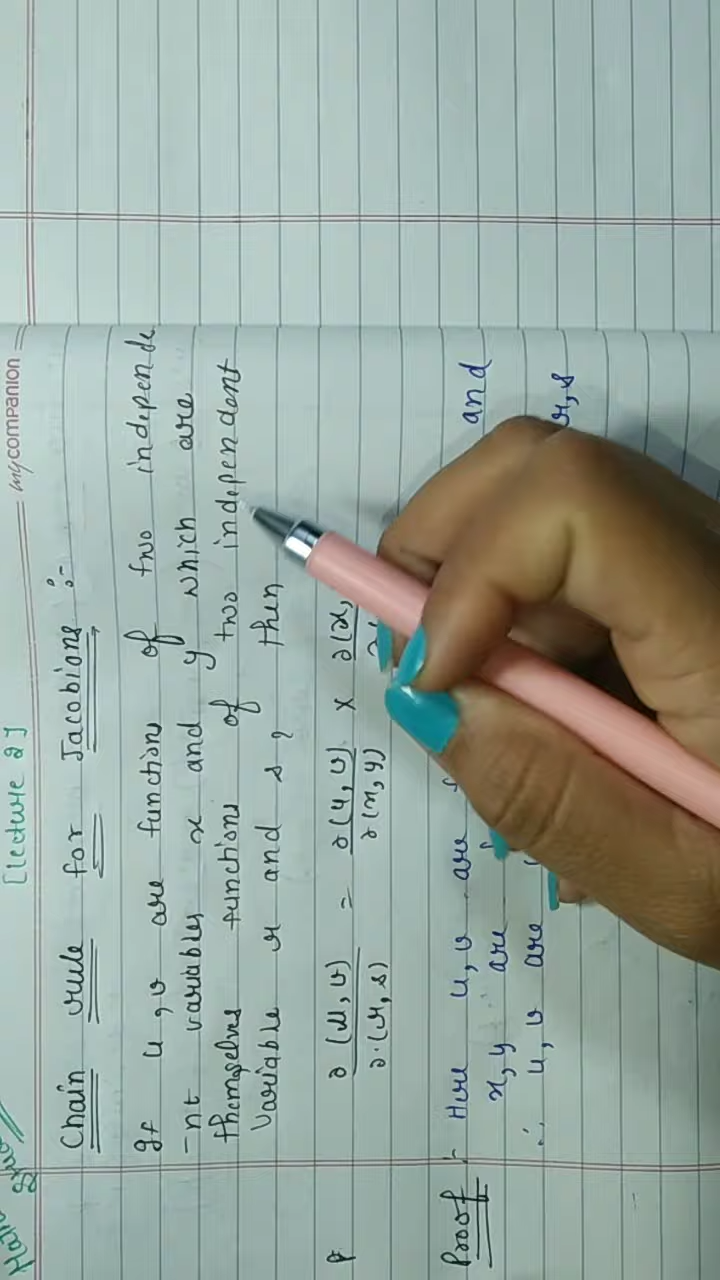 [Lecture 2]
mycompanion
Chain rule for Jacobians :-
If u, v are functions of two independe
-nt variables x and y which are
themselves functions of two independent
variable r and s, then
∂(u, v) / ∂(r, s) = ∂(u, v) / ∂(x, y) × ∂(x,
Proof :- Here u, v are and
x, y are r, s
∴ u, v are